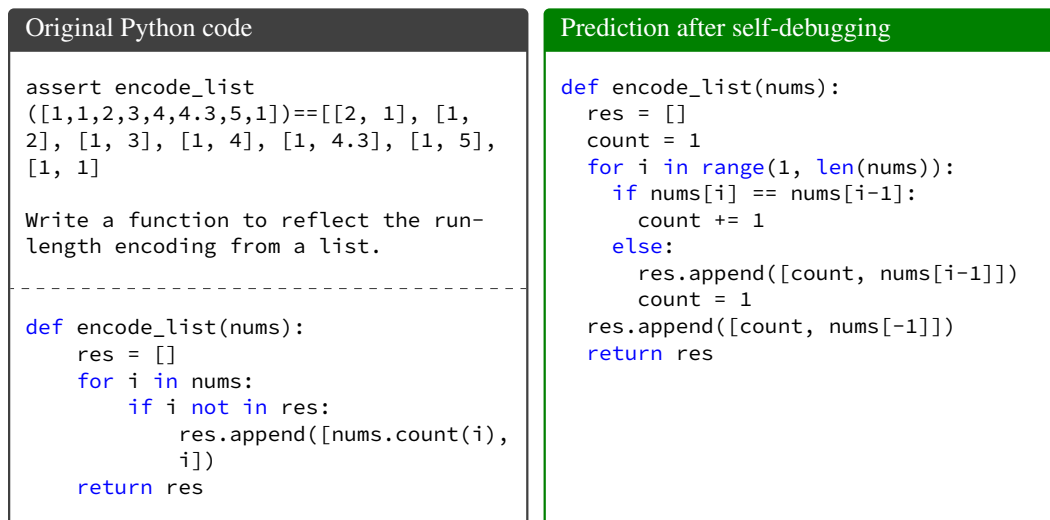 Original Python code
assert encode_list
([1,1,2,3,4,4.3,5,1])==[[2, 1], [1,
2], [1, 3], [1, 4], [1, 4.3], [1, 5],
[1, 1]
Write a function to reflect the run-
length encoding from a list.
def encode_list(nums):
    res = []
    for i in nums:
        if i not in res:
            res.append([nums.count(i),
            i])
    return res
Prediction after self-debugging
def encode_list(nums):
  res = []
  count = 1
  for i in range(1, len(nums)):
    if nums[i] == nums[i-1]:
      count += 1
    else:
      res.append([count, nums[i-1]])
      count = 1
  res.append([count, nums[-1]])
  return res